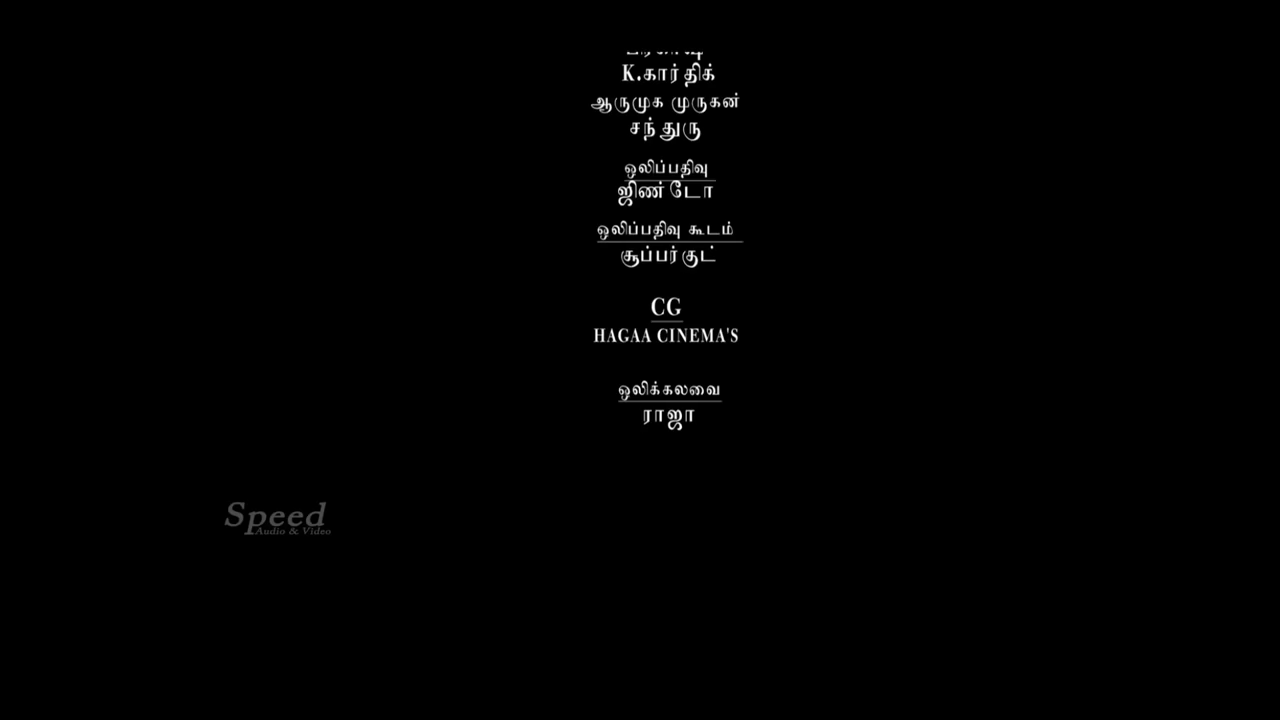 K.கார்திக்
ஆருமுக முருகன்
சந்துரு
ஒலிப்பதிவு
ஜிண்டோ
ஒலிப்பதிவு கூடம்
சூப்பர்குட்
CG
HAGAA CINEMA'S
ஒலிக்கலவை
ராஜா
Speed
Audio & Video